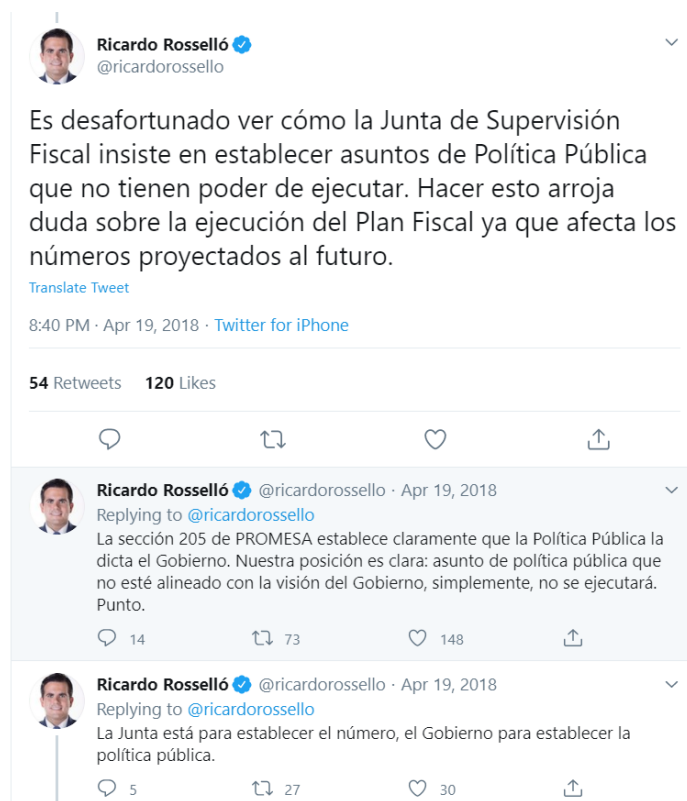 Ricardo Rosselló
@ricardorossello
Es desafortunado ver cómo la Junta de Supervisión
Fiscal insiste en establecer asuntos de Política Pública
que no tienen poder de ejecutar. Hacer esto arroja
duda sobre la ejecución del Plan Fiscal ya que afecta los
números proyectados al futuro.
Translate Tweet
8:40 PM · Apr 19, 2018 · Twitter for iPhone
54 Retweets 120 Likes
Ricardo Rosselló @ricardorossello · Apr 19, 2018
Replying to @ricardorossello
La sección 205 de PROMESA establece claramente que la Política Pública la
dicta el Gobierno. Nuestra posición es clara: asunto de política pública que
no esté alineado con la visión del Gobierno, simplemente, no se ejecutará.
Punto.
14 73 148
Ricardo Rosselló @ricardorossello · Apr 19, 2018
Replying to @ricardorossello
La Junta está para establecer el número, el Gobierno para establecer la
política pública.
5 27 30